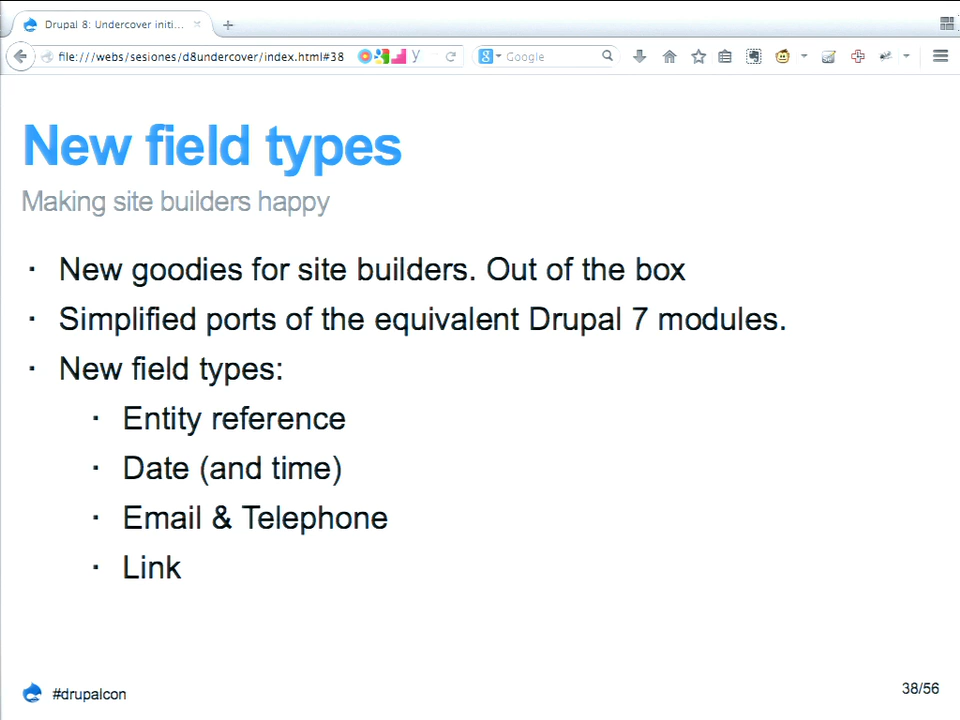 Drupal 8: Undercover initi...
file:///webs/sesiones/d8undercover/index.html#38
Google
New field types
Making site builders happy
· New goodies for site builders. Out of the box
· Simplified ports of the equivalent Drupal 7 modules.
· New field types:
· Entity reference
· Date (and time)
· Email & Telephone
· Link
#drupalcon
38/56